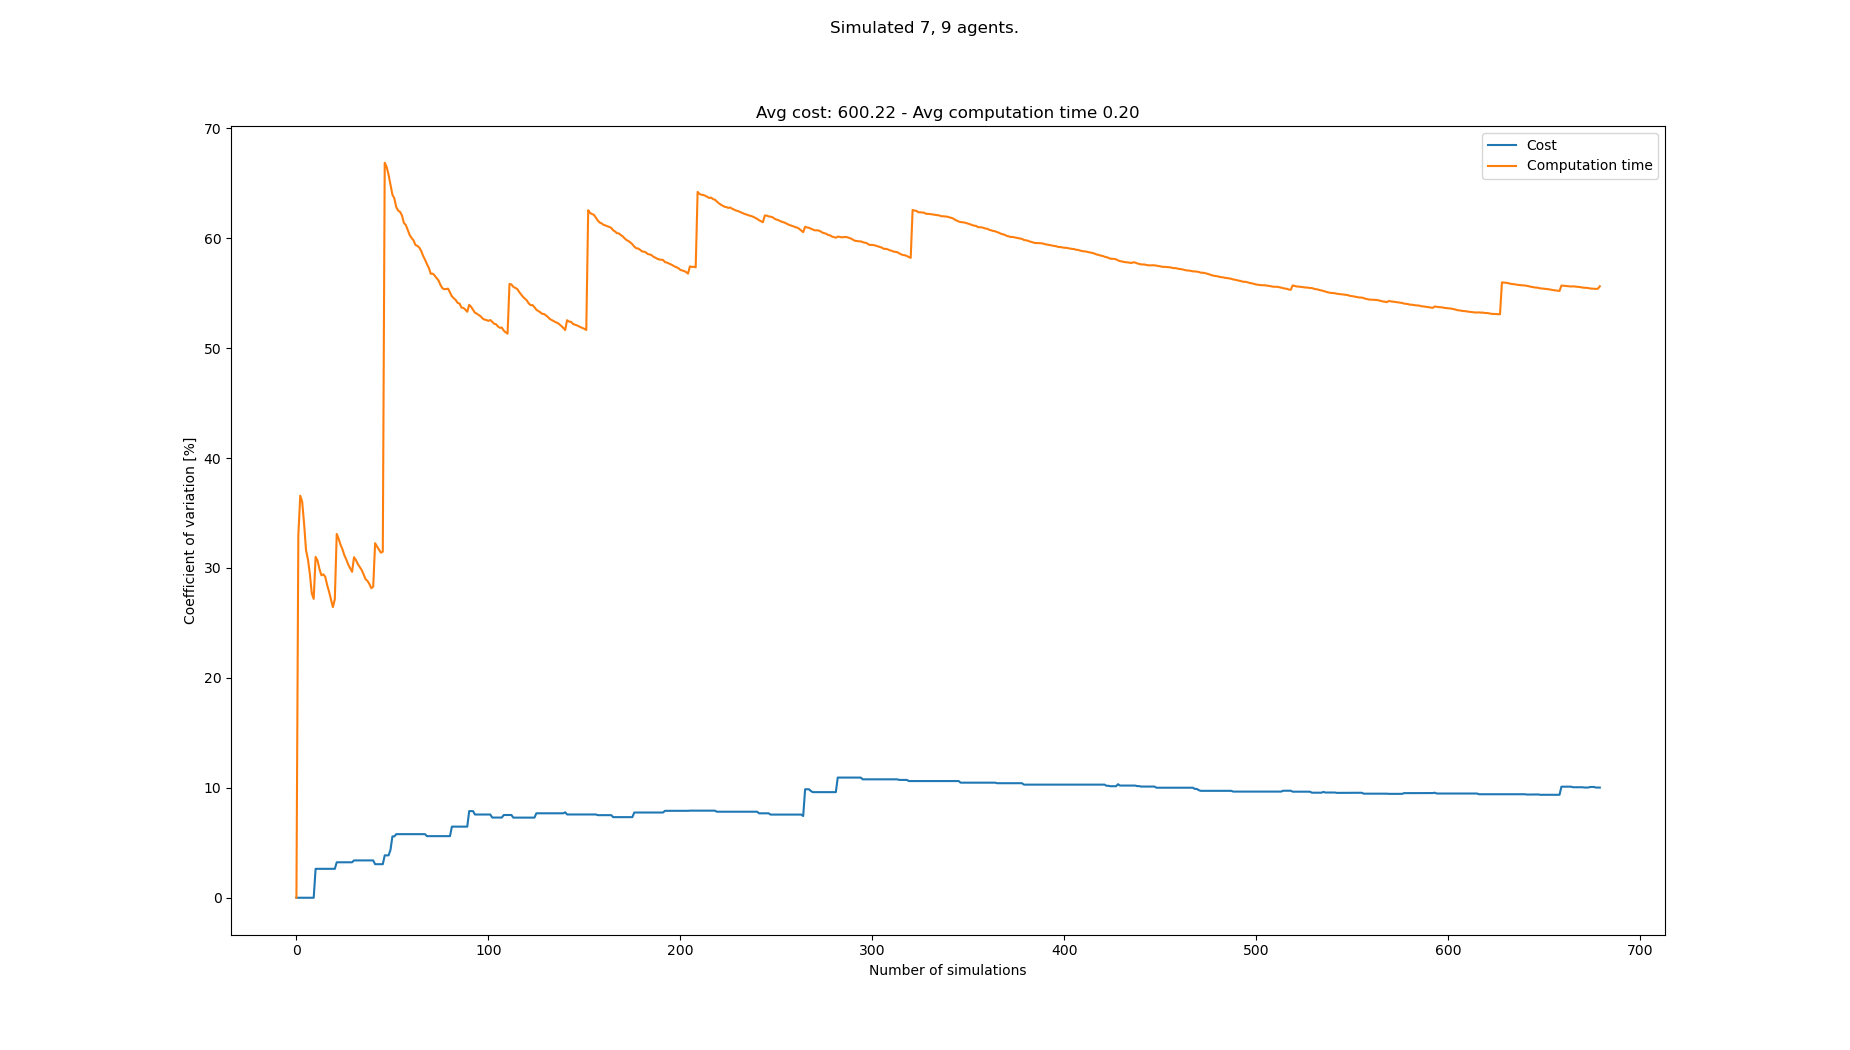 Simulated 7, 9 agents.
Avg cost: 600.22 - Avg computation time 0.20
Cost
Computation time
Coefficient of variation [%]
70
60
50
40
30
20
10
0
0 100 200 300 400 500 600 700
Number of simulations